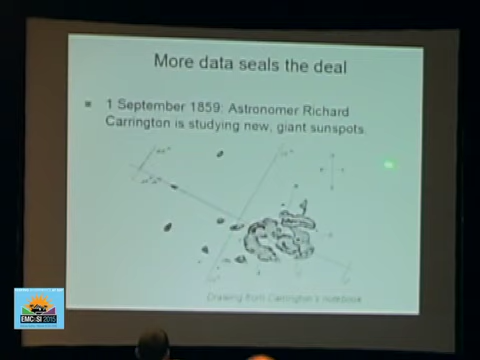 More data seals the deal
1 September 1859: Astronomer Richard
Carrington is studying new, giant sunspots.
Drawing from Carrington's notebook
EMC&SI 2015